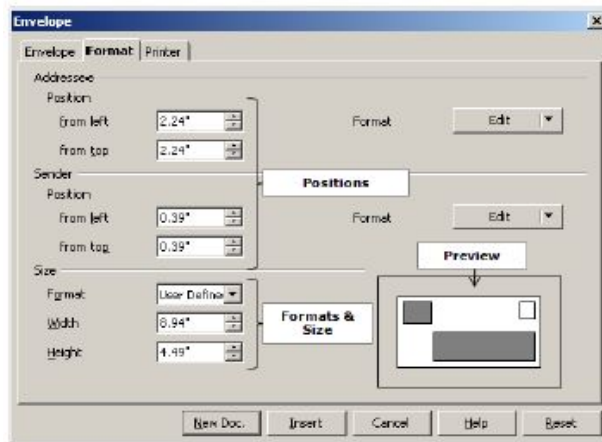 Envelope
Envelope Format Printer
Addressee
Position
from left 2.24" Format Edit
from top 2.24"
Positions
Sender
Position
from left 0.39" Format Edit
from top 0.39"
Preview
Size
Format User Define
Width 8.94" Formats &
Size
Height 4.49"
New Doc. Insert Cancel Help Reset